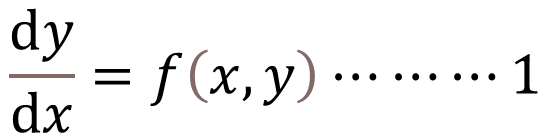 dy/dx = f(x, y) ⋯⋯⋯ 1